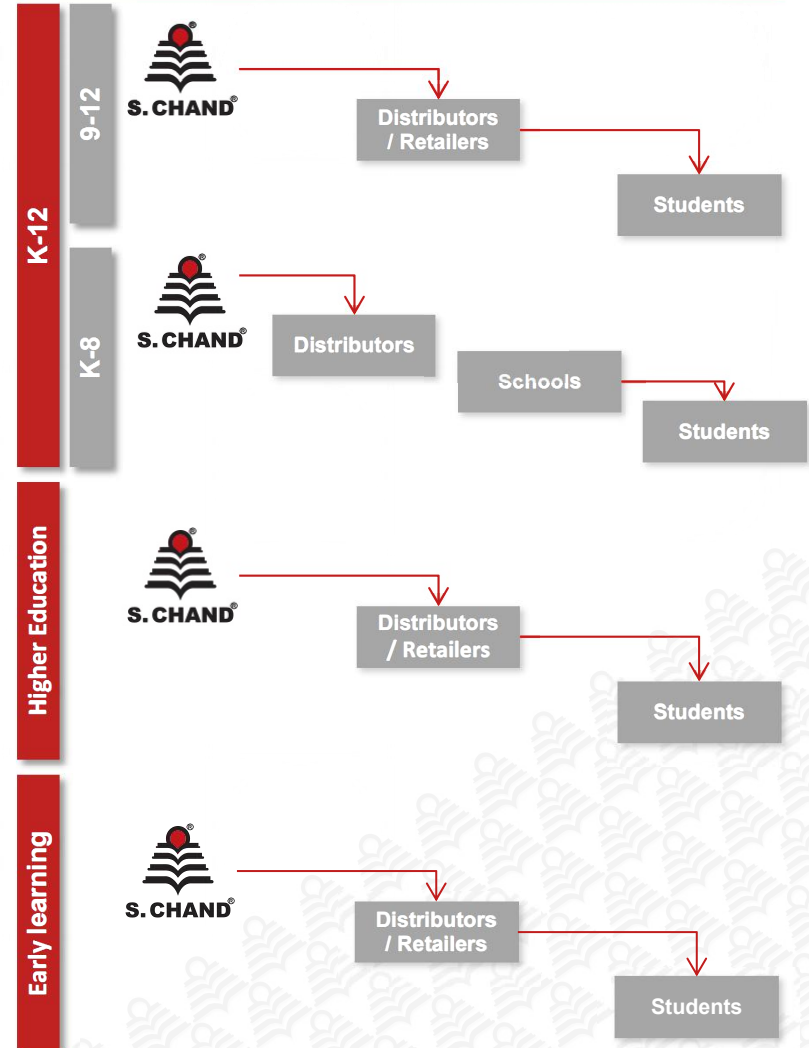 K-12
9-12
S. CHAND®
Distributors
/ Retailers
Students
K-8
S. CHAND®
Distributors
Schools
Students
Higher Education
S. CHAND®
Distributors
/ Retailers
Students
Early learning
S. CHAND®
Distributors
/ Retailers
Students